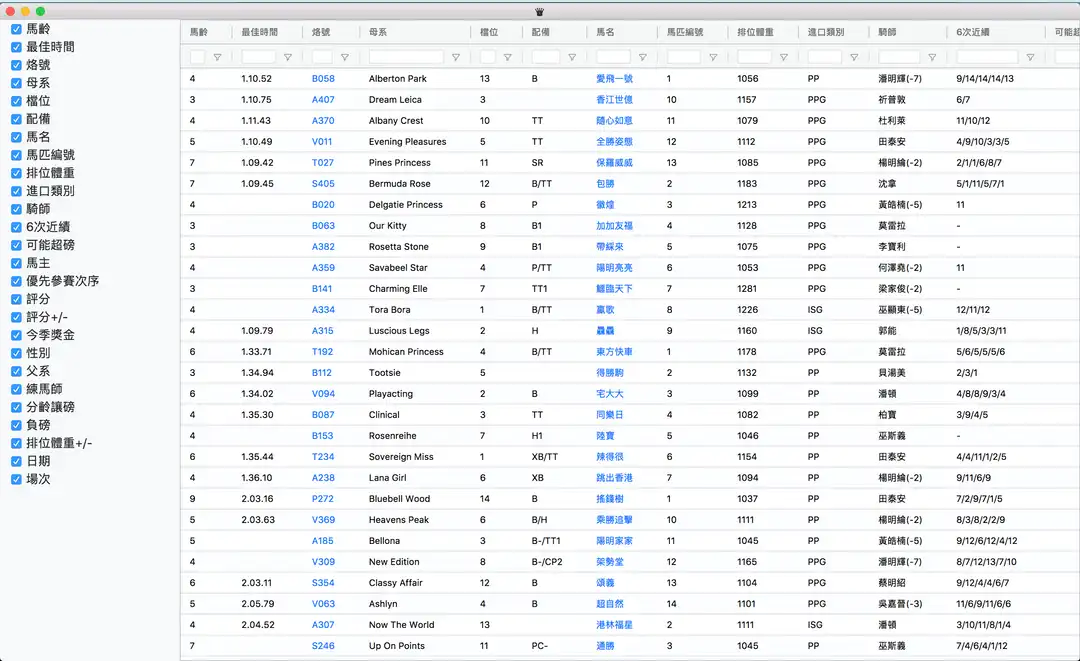 馬齡
最佳時間
烙號
母系
檔位
配備
馬名
馬匹編號
排位體重
進口類別
騎師
6次近績
可能超磅
馬主
優先參賽次序
評分
評分+/-
今季獎金
性別
父系
練馬師
分齡讓磅
負磅
排位體重+/-
日期
場次
馬齡 最佳時間 烙號 母系 檔位 配備 馬名 馬匹編號 排位體重 進口類別 騎師 6次近績 可能超
4 1.10.52 B058 Alberton Park 13 B 愛飛一號 1 1056 PP 潘明輝(-7) 9/14/14/14/13
3 1.10.75 A407 Dream Leica 3 香江世億 10 1157 PPG 祈普敦 6/7
4 1.11.43 A370 Albany Crest 10 TT 隨心如意 11 1079 PPG 杜利萊 11/10/12
5 1.10.49 V011 Evening Pleasures 5 TT 全勝姿態 12 1112 PPG 田泰安 4/9/10/3/3/5
7 1.09.42 T027 Pines Princess 11 SR 保羅威威 13 1085 PPG 楊明綸(-2) 2/1/1/6/8/7
7 1.09.45 S405 Bermuda Rose 12 B/TT 包勝 2 1183 PPG 沈拿 5/1/11/5/7/1
4 B020 Delgatie Princess 6 P 徽煌 3 1213 PPG 黃皓楠(-5) 11
3 B063 Our Kitty 8 B1 加加友福 4 1128 PPG 莫雷拉 -
3 A382 Rosetta Stone 9 B1 帶綵來 5 1075 PPG 李寶利 -
4 A359 Savabeel Star 4 P/TT 陽明亮亮 6 1053 PPG 何澤堯(-2) 11
3 B141 Charming Elle 7 TT1 鱷臨天下 7 1281 PPG 梁家俊(-2) -
4 A334 Tora Bora 1 B/TT 贏歌 8 1226 ISG 巫顯東(-5) 12/11/12
4 1.09.79 A315 Luscious Legs 2 H 驫驫 9 1160 ISG 郭能 1/8/5/3/3/11
6 1.33.71 T192 Mohican Princess 4 B/TT 東方快車 1 1178 PPG 莫雷拉 5/6/5/5/5/6
3 1.34.94 B112 Tootsie 5 得勝駒 2 1132 PP 貝湯美 2/3/1
6 1.34.02 V094 Playacting 2 B 宅大大 3 1099 PP 潘頓 4/8/8/9/3/4
4 1.35.30 B087 Clinical 3 TT 同樂日 4 1082 PP 柏寶 3/9/4/5
4 B153 Rosenreihe 7 H1 陸寶 5 1046 PP 巫斯義 -
6 1.35.44 T234 Sovereign Miss 1 XB/TT 辣得很 6 1154 PP 田泰安 4/4/11/1/2/5
4 1.36.10 A238 Lana Girl 6 XB 跳出香港 7 1094 PP 楊明綸(-2) 9/11/6/9
9 2.03.16 P272 Bluebell Wood 14 B 搖錢樹 1 1037 PP 田泰安 7/2/9/7/1/5
5 2.03.63 V369 Heavens Peak 6 B/H 乘勝追擊 10 1111 PP 楊明綸(-2) 8/3/8/2/2/9
5 A185 Bellona 3 B-/TT1 陽明家家 11 1045 PP 黃皓楠(-5) 9/12/6/12/4/12
4 V309 New Edition 8 B-/CP2 架勢堂 12 1165 PPG 潘明輝(-7) 8/7/12/13/7/10
6 2.03.11 S354 Classy Affair 12 B 頌義 13 1104 PPG 蔡明紹 9/12/4/4/6/7
5 2.05.79 V063 Ashlyn 4 B 超自然 14 1101 PPG 吳嘉晉(-3) 11/6/9/11/6/6
4 2.04.52 A307 Now The World 13 港林福星 2 1111 ISG 潘頓 3/10/11/8/1/4
7 S246 Up On Points 11 PC- 通勝 3 1045 PP 巫斯義 7/4/6/4/1/12